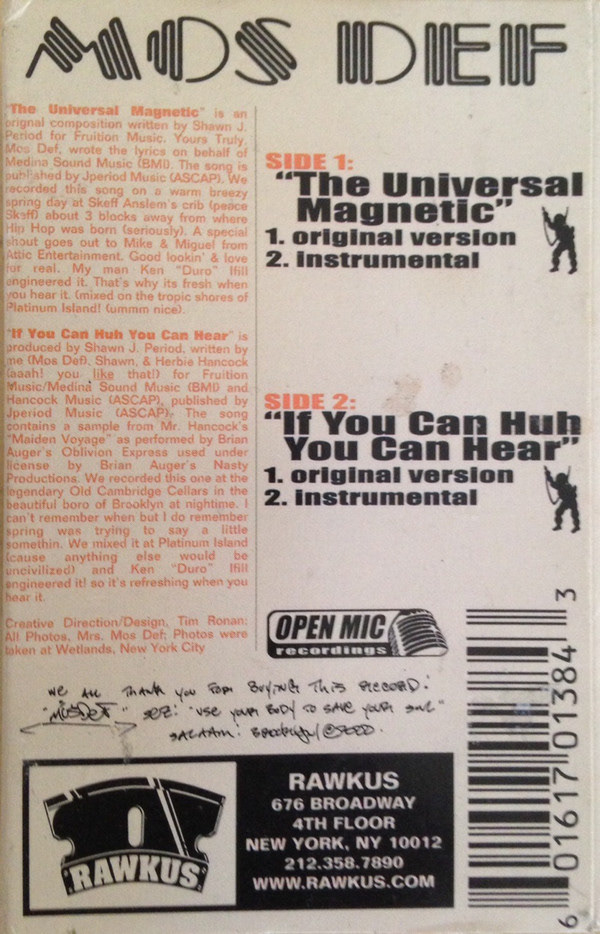 MOS DEF
"The Universal Magnetic" is an
orignal composition written by Shawn J.
Period for Fruition Music. Yours Truly,
Mos Def, wrote the lyrics on behalf of
Medina Sound Music (BMI). The song is
published by Jperiod Music (ASCAP). We
recorded this song on a warm breezy
spring day at Skeff Anslem's crib (peace
Skeff) about 3 blocks away from where
Hip Hop was born (seriously). A special
shout goes out to Mike & Miguel from
Attic Entertainment. Good lookin' & love
for real. My man Ken "Duro" Ifill
engineered it. That's why its fresh when
you hear it. (mixed on the tropic shores of
Platinum Island! (ummm nice).
"If You Can Huh You Can Hear" is
produced by Shawn J. Period, written by
me (Mos Def), Shawn, & Herbie Hancock
(aaah! you like that!) for Fruition
Music/Medina Sound Music (BMI) and
Hancock Music (ASCAP), published by
Jperiod Music (ASCAP). The song
contains a sample from Mr. Hancock's
"Maiden Voyage" as performed by Brian
Auger's Oblivion Express used under
license by Brian Auger's Nasty
Productions. We recorded this one at the
legendary Old Cambridge Cellars in the
beautiful boro of Brooklyn at nightime. I
can't remember when but I do remember
spring was trying to say a little
somethin. We mixed it at Platinum Island
(cause anything else would be
uncivilized) and Ken "Duro" Ifill
engineered it! so it's refreshing when you
hear it.
Creative Direction/Design, Tim Ronan:
All Photos, Mrs. Mos Def: Photos were
taken at Wetlands, New York City
SIDE 1:
"The Universal
Magnetic"
1. original version
2. instrumental
SIDE 2:
"If You Can Huh
You Can Hear"
1. original version
2. instrumental
OPEN MIC
recordings
WE ALL THANK YOU FOR BUYING THIS RECORD!
"MOS DEF" SEZ: "USE YOUR BODY TO SAVE YOUR SOUL"
SALAAM! BROOKLYN
RAWKUS
RAWKUS
676 BROADWAY
4TH FLOOR
NEW YORK, NY 10012
212.358.7890
WWW.RAWKUS.COM
6 01617 01384 3